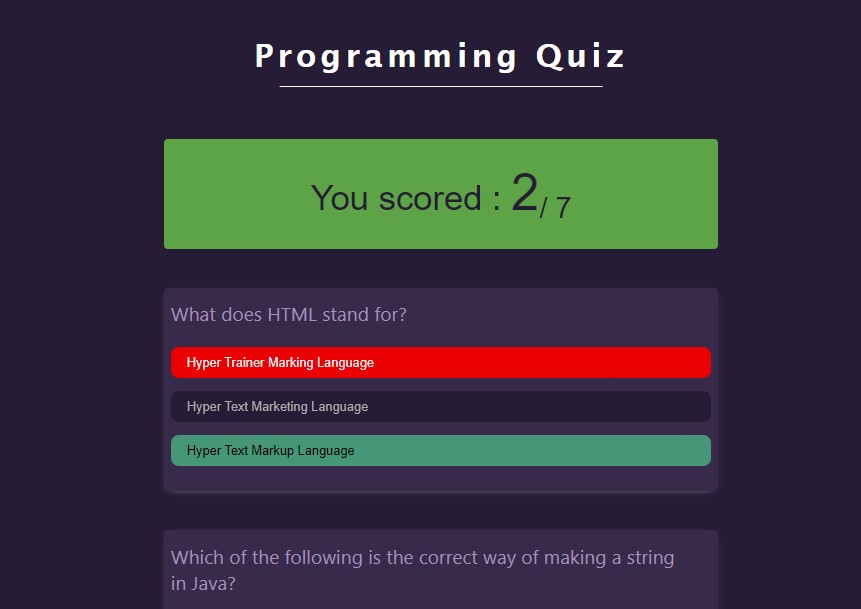 Programming Quiz
You scored : 2/ 7
What does HTML stand for?
Hyper Trainer Marking Language
Hyper Text Marketing Language
Hyper Text Markup Language
Which of the following is the correct way of making a string
in Java?